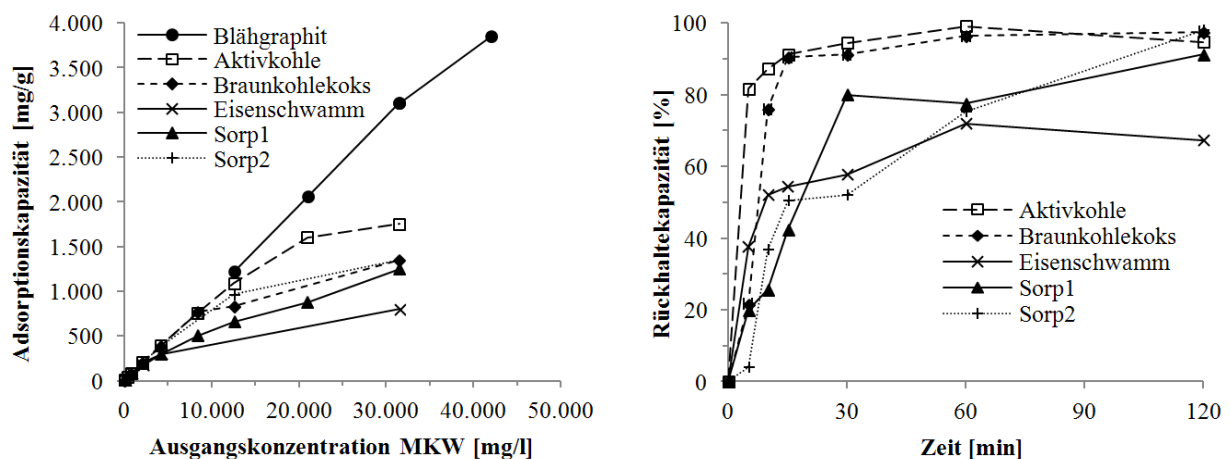 4.000
3.500
3.000
2.500
2.000
1.500
1.000
500
0
Adsorptionskapazität [mg/g]
Blähgraphit
Aktivkohle
Braunkohlekoks
Eisenschwamm
Sorp1
Sorp2
0
10.000
20.000
30.000
40.000
50.000
Ausgangskonzentration MKW [mg/l]
100
80
60
40
20
0
Rückhaltekapazität [%]
Aktivkohle
Braunkohlekoks
Eisenschwamm
Sorp1
Sorp2
0
30
60
90
120
Zeit [min]